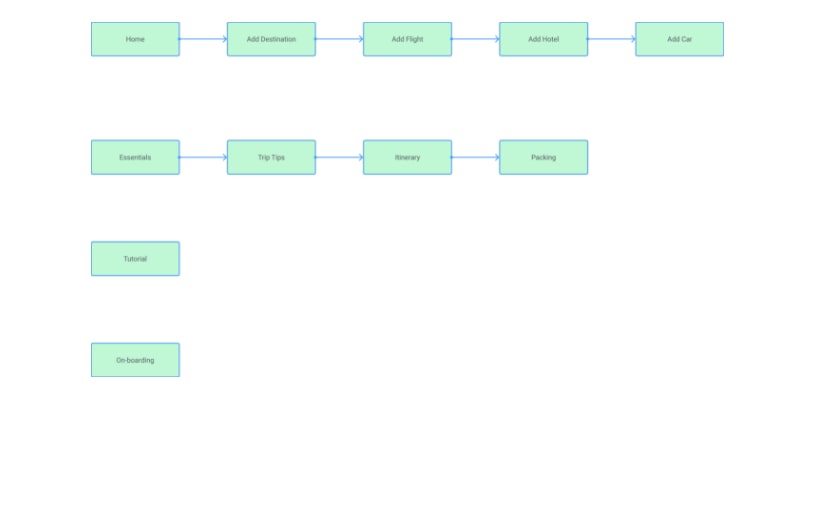 Home
Add Destination
Add Flight
Add Hotel
Add Car
Essentials
Trip Tips
Itinerary
Packing
Tutorial
On-boarding